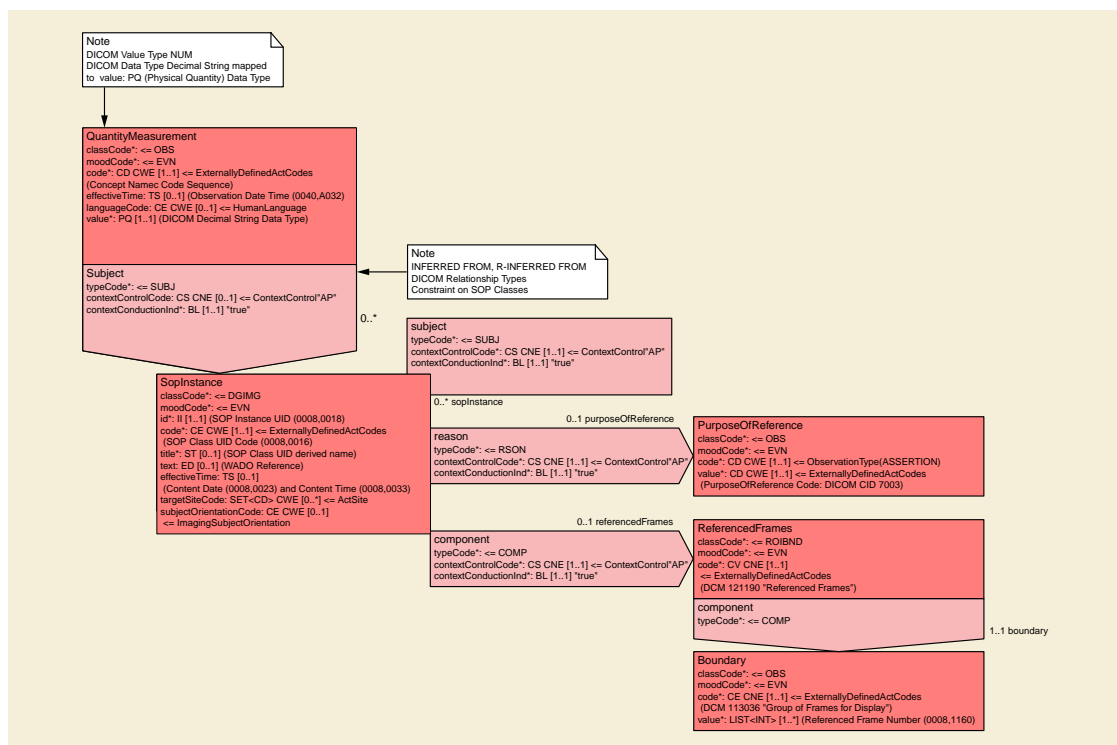 Note
DICOM Value Type NUM
DICOM Data Type Decimal String mapped
to  value: PQ (Physical Quantity) Data Type
QuantityMeasurement
classCode*: <= OBS
moodCode*: <= EVN
code*: CD CWE [1..1] <= ExternallyDefinedActCodes
(Concept Namec Code Sequence)
effectiveTime: TS [0..1] (Observation Date Time (0040,A032)
languageCode: CE CWE [0..1] <= HumanLanguage
value*: PQ [1..1] (DICOM Decimal String Data Type)
Subject
typeCode*: <= SUBJ
contextControlCode: CS CNE [0..1] <= ContextControl"AP"
contextConductionInd*: BL [1..1] "true"
0..*
Note
INFERRED FROM, R-INFERRED FROM
DICOM Relationship Types
Constraint on SOP Classes
subject
typeCode*: <= SUBJ
contextControlCode*: CS CNE [1..1] <= ContextControl"AP"
contextConductionInd*: BL [1..1] "true"
0..* sopInstance
SopInstance
classCode*: <= DGIMG
moodCode*: <= EVN
id*: II [1..1] (SOP Instance UID (0008,0018)
code*: CE CWE [1..1] <= ExternallyDefinedActCodes
(SOP Class UID Code (0008,0016)
title*: ST [0..1] (SOP Class UID derived name)
text: ED [0..1] (WADO Reference)
effectiveTime: TS [0..1]
(Content Date (0008,0023) and Content Time (0008,0033)
targetSiteCode: SET<CD> CWE [0..*] <= ActSite
subjectOrientationCode: CE CWE [0..1]
<= ImagingSubjectOrientation
0..1 purposeOfReference
reason
typeCode*: <= RSON
contextControlCode*: CS CNE [1..1] <= ContextControl"AP"
contextConductionInd*: BL [1..1] "true"
PurposeOfReference
classCode*: <= OBS
moodCode*: <= EVN
code*: CD CWE [1..1] <= ObservationType(ASSERTION)
value*: CD CWE [1..1] <= ExternallyDefinedActCodes
(PurposeOfReference Code: DICOM CID 7003)
0..1 referencedFrames
component
typeCode*: <= COMP
contextControlCode*: CS CNE [1..1] <= ContextControl"AP"
contextConductionInd*: BL [1..1] "true"
ReferencedFrames
classCode*: <= ROIBND
moodCode*: <= EVN
code*: CV CNE [1..1]
<= ExternallyDefinedActCodes
(DCM 121190 "Referenced Frames")
component
typeCode*: <= COMP
1..1 boundary
Boundary
classCode*: <= OBS
moodCode*: <= EVN
code*: CE CNE [1..1] <= ExternallyDefinedActCodes
(DCM 113036 "Group of Frames for Display")
value*: LIST<INT> [1..*] (Referenced Frame Number (0008,1160)